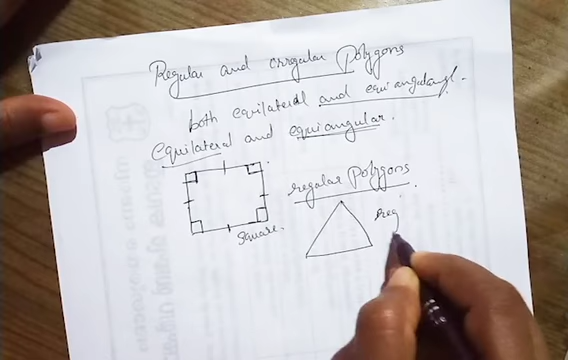 Regular and irregular Polygons
both equilateral and equiangular.
Equilateral and equiangular.
regular Polygons
Square.
Reg